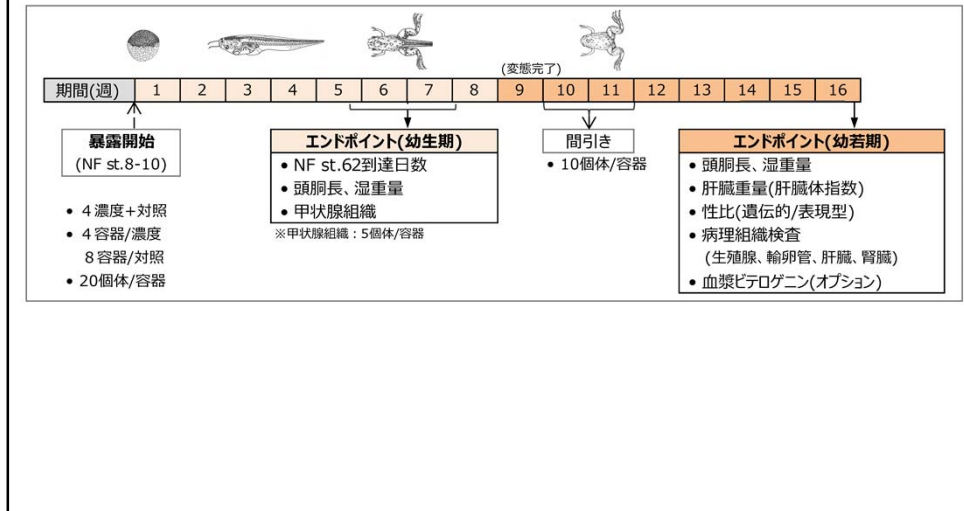 (変態完了)
期間(週) 1 2 3 4 5 6 7 8 9 10 11 12 13 14 15 16
暴露開始
(NF st.8-10)
• 4濃度+対照
• 4容器/濃度
8容器/対照
• 20個体/容器
エンドポイント(幼生期)
• NF st.62到達日数
• 頭胴長、湿重量
• 甲状腺組織
※甲状腺組織：5個体/容器
間引き
• 10個体/容器
エンドポイント(幼若期)
• 頭胴長、湿重量
• 肝臓重量(肝臓体指数)
• 性比(遺伝的/表現型)
• 病理組織検査
(生殖腺、輸卵管、肝臓、腎臓)
• 血漿ビテロゲニン(オプション)